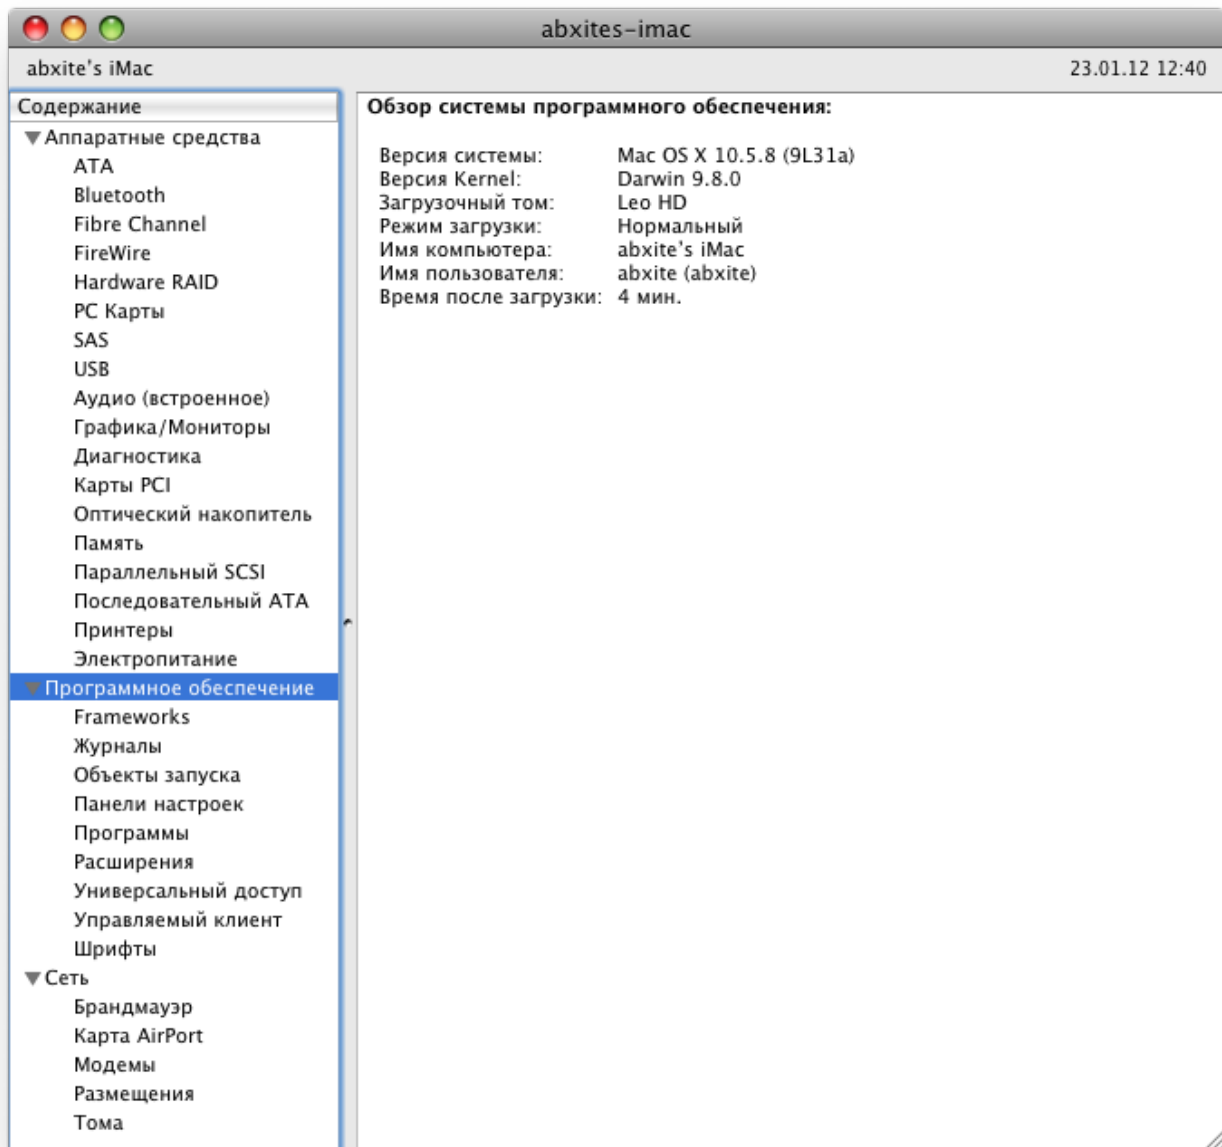 abxites-imac
abxite's iMac
23.01.12 12:40
Содержание
Аппаратные средства
ATA
Bluetooth
Fibre Channel
FireWire
Hardware RAID
PC Карты
SAS
USB
Аудио (встроенное)
Графика/Мониторы
Диагностика
Карты PCI
Оптический накопитель
Память
Параллельный SCSI
Последовательный ATA
Принтеры
Электропитание
Программное обеспечение
Frameworks
Журналы
Объекты запуска
Панели настроек
Программы
Расширения
Универсальный доступ
Управляемый клиент
Шрифты
Сеть
Брандмауэр
Карта AirPort
Модемы
Размещения
Тома
Обзор системы программного обеспечения:
Версия системы: Mac OS X 10.5.8 (9L31a)
Версия Kernel: Darwin 9.8.0
Загрузочный том: Leo HD
Режим загрузки: Нормальный
Имя компьютера: abxite's iMac
Имя пользователя: abxite (abxite)
Время после загрузки: 4 мин.